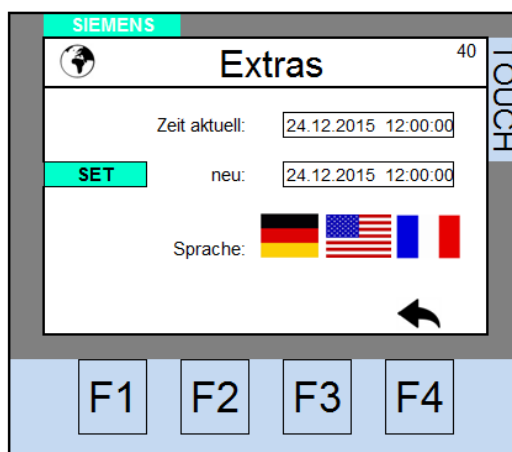 SIEMENS
Extras
40
TOUCH
Zeit aktuell: 24.12.2015 12:00:00
SET neu: 24.12.2015 12:00:00
Sprache:
F1 F2 F3 F4